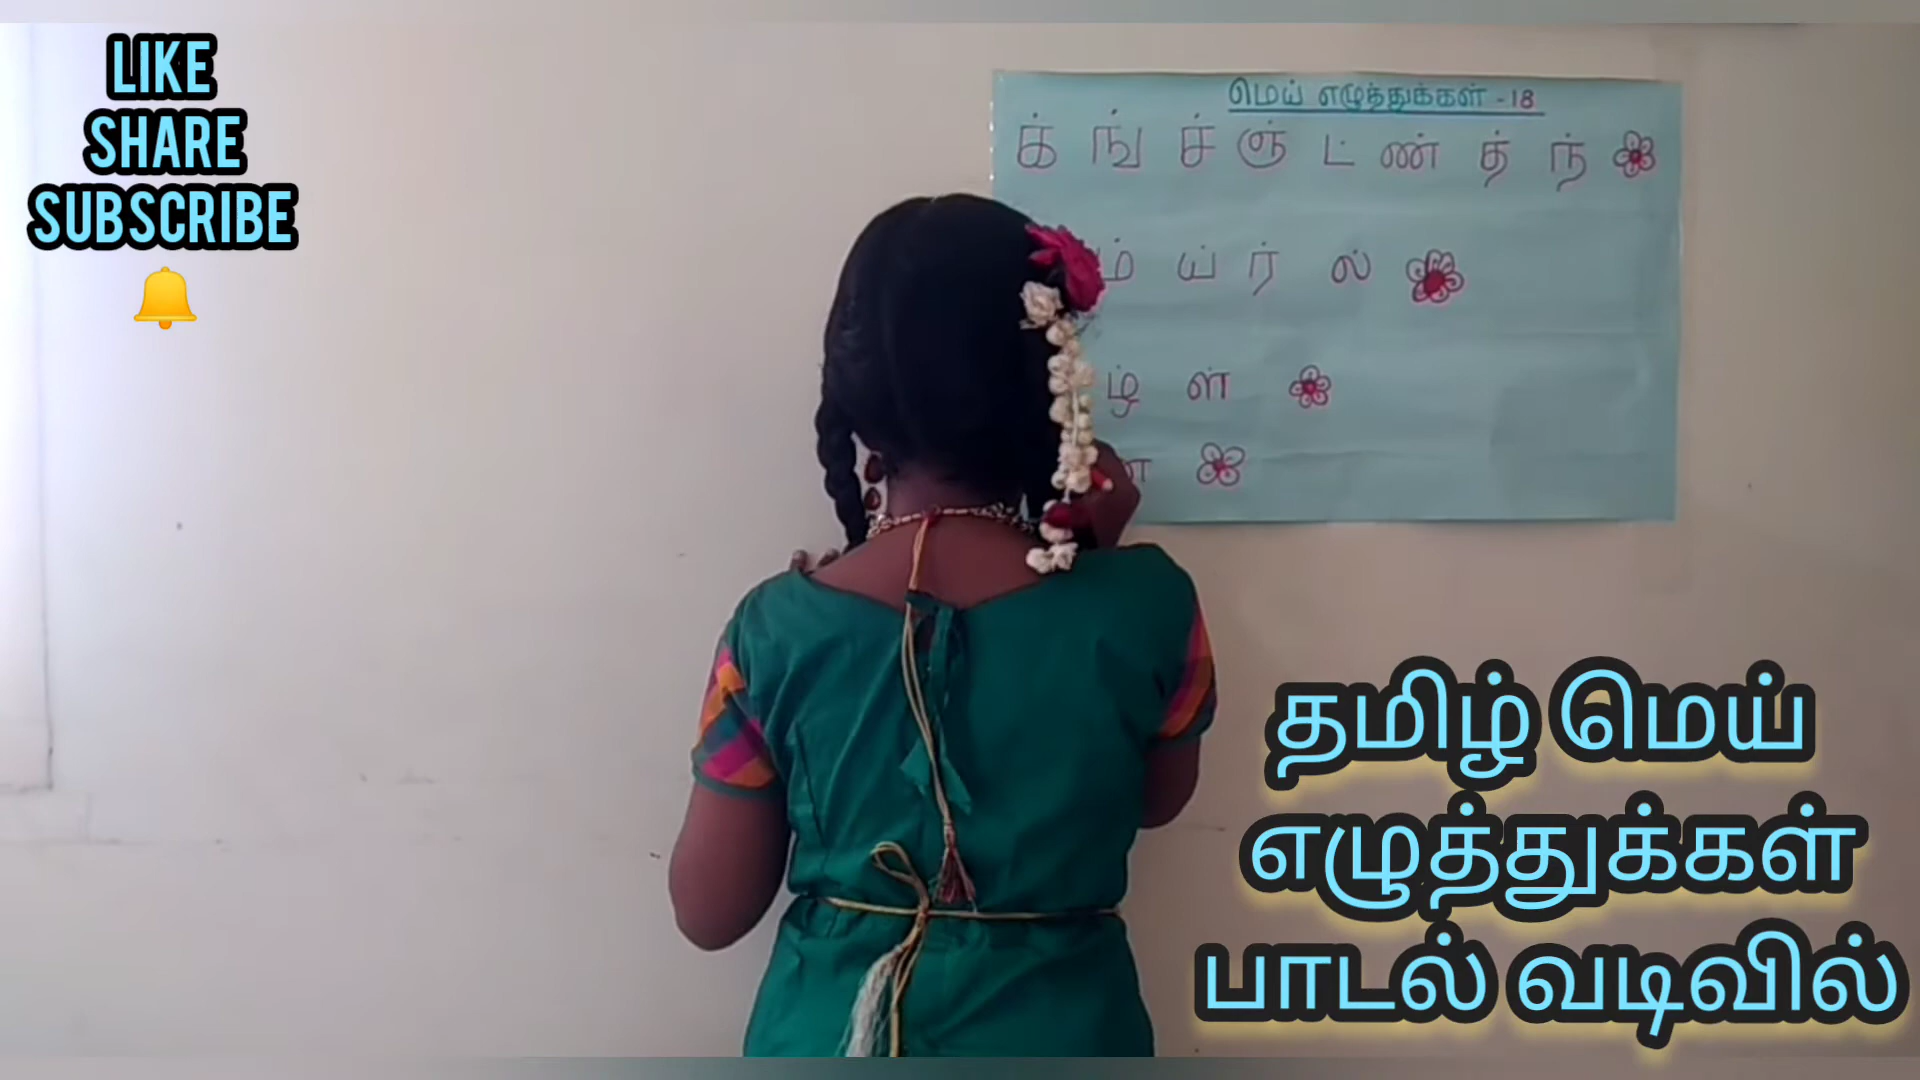 LIKE
SHARE
SUBSCRIBE
மெய் எழுத்துக்கள் - 18
க் ங் ச் ஞ் ட் ண் த் ந்
ம் ய் ர் ல்
ழ் ள்
தமிழ் மெய்
எழுத்துக்கள்
பாடல் வடிவில்